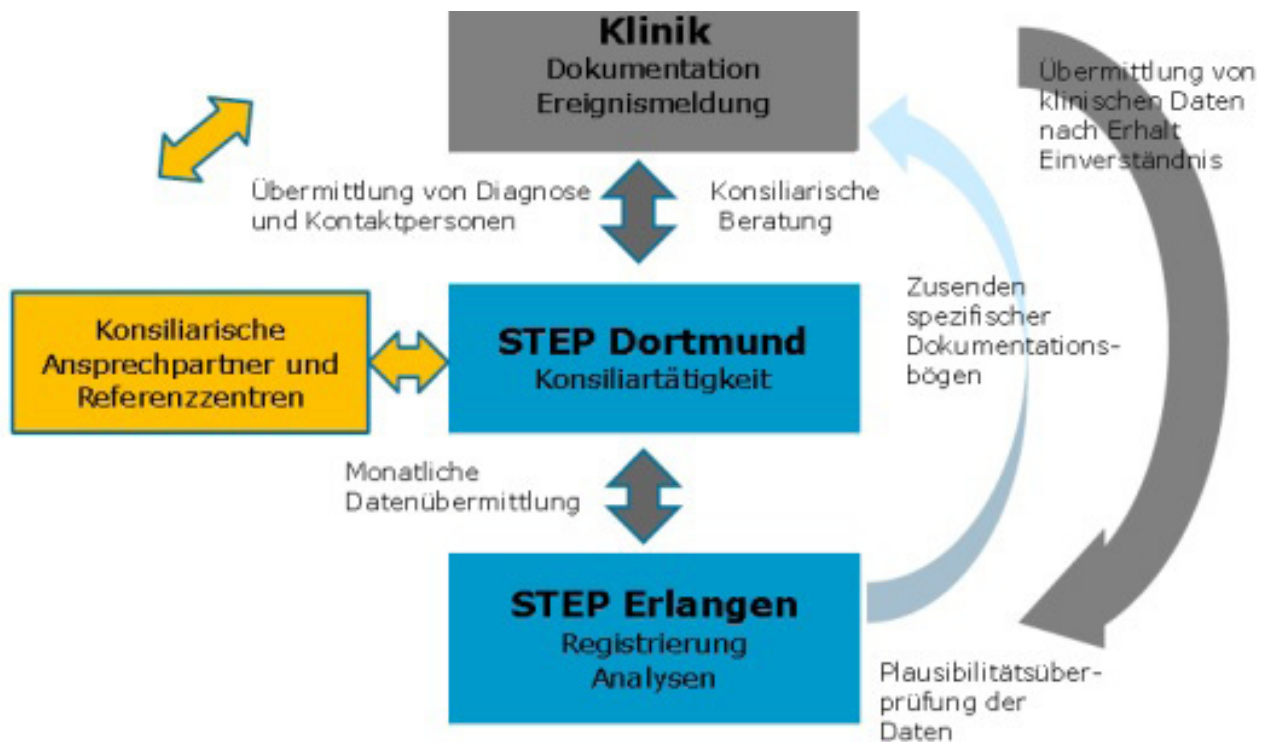 Klinik
Dokumentation
Ereignismeldung
Übermittlung von
klinischen Daten
nach Erhalt
Einverständnis
Übermittlung von Diagnose
und Kontaktpersonen
Konsiliarische
Beratung
Konsiliarische
Ansprechpartner und
Referenzzentren
STEP Dortmund
Konsiliartätigkeit
Zusenden
spezifischer
Dokumentations-
bögen
Monatliche
Datenübermittlung
STEP Erlangen
Registrierung
Analysen
Plausibilitätsüber-
prüfung der
Daten